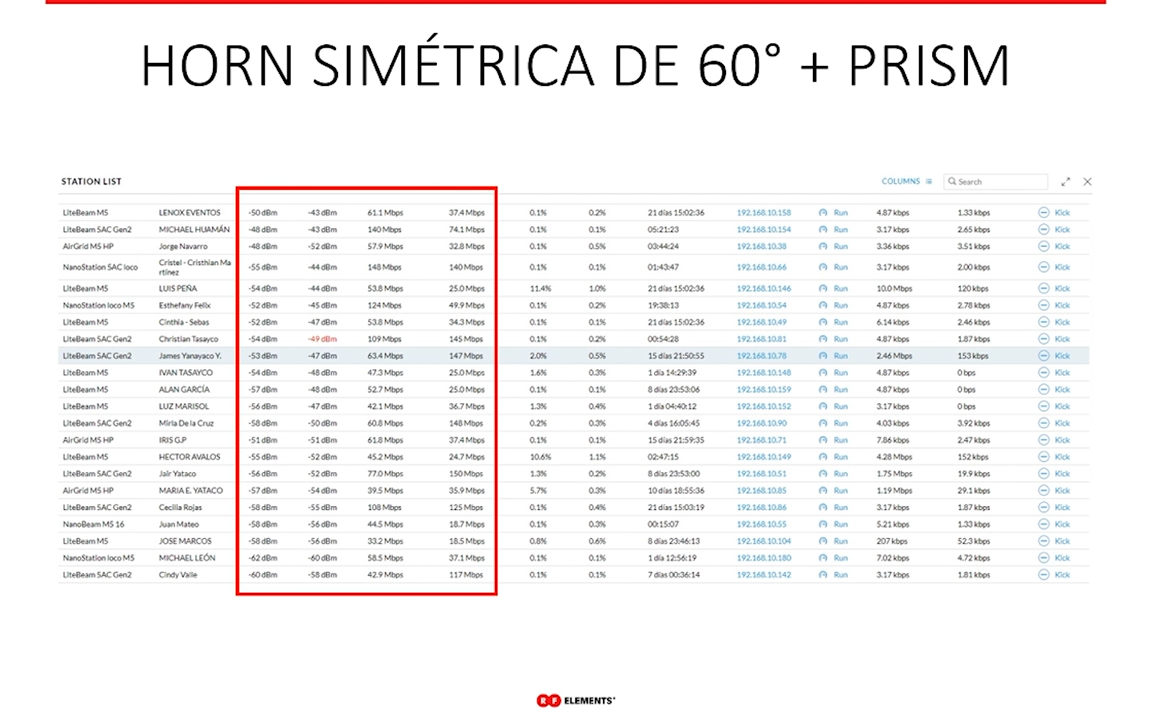 HORN SIMÉTRICA DE 60° + PRISM
STATION LIST COLUMNS Search
LiteBeam M5 LENOX EVENTOS -50 dBm -43 dBm 61.1 Mbps 37.4 Mbps 0.1% 0.2% 21 días 15:02:36 192.168.10.158 Run 4.87 kbps 1.33 kbps Kick
LiteBeam 5AC Gen2 MICHAEL HUAMÁN -48 dBm -43 dBm 140 Mbps 74.1 Mbps 0.1% 0.2% 05:21:23 192.168.10.154 Run 3.17 kbps 2.65 kbps Kick
AirGrid M5 HP Jorge Navarro -48 dBm -52 dBm 57.9 Mbps 32.8 Mbps 0.1% 0.5% 03:44:24 192.168.10.38 Run 3.36 kbps 3.51 kbps Kick
NanoStation 5AC loco Cristel - Cristhian Ma -55 dBm -44 dBm 148 Mbps 140 Mbps 0.1% 0.1% 01:43:47 192.168.10.66 Run 3.17 kbps 2.00 kbps Kick
rtínez
LiteBeam M5 LUIS PEÑA -54 dBm -44 dBm 53.8 Mbps 25.0 Mbps 11.4% 1.0% 21 días 15:02:36 192.168.10.146 Run 10.0 Mbps 120 kbps Kick
NanoStation loco M5 Esthefany Felix -52 dBm -45 dBm 124 Mbps 49.9 Mbps 0.1% 0.2% 19:38:13 192.168.10.54 Run 4.87 kbps 2.78 kbps Kick
LiteBeam M5 Cinthia - Sebas -52 dBm -47 dBm 53.8 Mbps 34.3 Mbps 0.1% 0.1% 21 días 15:02:36 192.168.10.49 Run 6.14 kbps 2.46 kbps Kick
LiteBeam 5AC Gen2 Christian Tasayco -54 dBm -49 dBm 109 Mbps 145 Mbps 0.1% 0.2% 00:54:28 192.168.10.81 Run 4.87 kbps 1.87 kbps Kick
LiteBeam 5AC Gen2 James Yanayaco Y. -53 dBm -47 dBm 63.4 Mbps 147 Mbps 2.0% 0.5% 15 días 21:50:55 192.168.10.78 Run 2.46 Mbps 153 kbps Kick
LiteBeam M5 IVAN TASAYCO -54 dBm -48 dBm 47.3 Mbps 25.0 Mbps 1.6% 0.3% 1 día 14:29:39 192.168.10.148 Run 4.87 kbps 0 bps Kick
LiteBeam M5 ALAN GARCÍA -57 dBm -48 dBm 52.7 Mbps 25.0 Mbps 0.1% 0.1% 8 días 23:53:06 192.168.10.159 Run 4.87 kbps 0 bps Kick
LiteBeam M5 LUZ MARISOL -56 dBm -47 dBm 42.1 Mbps 36.7 Mbps 1.3% 0.4% 1 día 04:40:12 192.168.10.152 Run 3.17 kbps 0 bps Kick
LiteBeam 5AC Gen2 Miria De la Cruz -58 dBm -50 dBm 60.8 Mbps 148 Mbps 0.2% 0.3% 4 días 16:05:45 192.168.10.90 Run 4.03 kbps 3.92 kbps Kick
AirGrid M5 HP IRIS G.P -51 dBm -51 dBm 61.8 Mbps 37.4 Mbps 0.1% 0.1% 15 días 21:59:35 192.168.10.71 Run 7.86 kbps 2.47 kbps Kick
LiteBeam M5 HECTOR AVALOS -55 dBm -52 dBm 45.2 Mbps 24.7 Mbps 10.6% 1.1% 02:47:15 192.168.10.149 Run 4.28 Mbps 152 kbps Kick
LiteBeam 5AC Gen2 Jair Yataco -56 dBm -52 dBm 77.0 Mbps 150 Mbps 1.3% 0.2% 8 días 23:53:00 192.168.10.51 Run 1.75 Mbps 19.9 kbps Kick
AirGrid M5 HP MARIA E. YATACO -57 dBm -54 dBm 39.5 Mbps 35.9 Mbps 5.7% 0.3% 10 días 18:55:36 192.168.10.85 Run 1.19 Mbps 29.1 kbps Kick
LiteBeam 5AC Gen2 Cecilia Rojas -58 dBm -55 dBm 108 Mbps 125 Mbps 0.1% 0.4% 21 días 15:03:19 192.168.10.86 Run 3.17 kbps 1.87 kbps Kick
NanoBeam M5 16 Juan Mateo -58 dBm -56 dBm 44.5 Mbps 18.7 Mbps 0.1% 0.3% 00:15:07 192.168.10.55 Run 5.21 kbps 1.33 kbps Kick
LiteBeam M5 JOSE MARCOS -58 dBm -56 dBm 33.2 Mbps 18.5 Mbps 0.8% 0.6% 8 días 23:46:13 192.168.10.104 Run 207 kbps 52.3 kbps Kick
NanoStation loco M5 MICHAEL LEÓN -62 dBm -60 dBm 58.5 Mbps 37.1 Mbps 0.1% 0.1% 1 día 12:56:19 192.168.10.180 Run 7.02 kbps 4.72 kbps Kick
LiteBeam 5AC Gen2 Cindy Valle -60 dBm -58 dBm 42.9 Mbps 117 Mbps 0.1% 0.1% 7 días 00:36:14 192.168.10.142 Run 3.17 kbps 1.81 kbps Kick
RF ELEMENTS